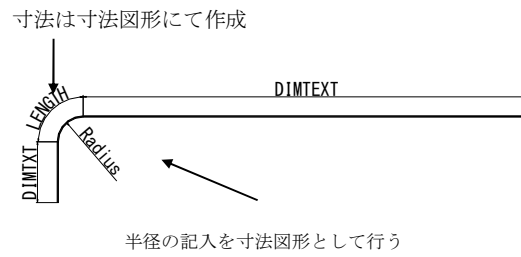 寸法は寸法図形にて作成
DIMTEXT
LENGTH
Radius
DIMTXT
半径の記入を寸法図形として行う